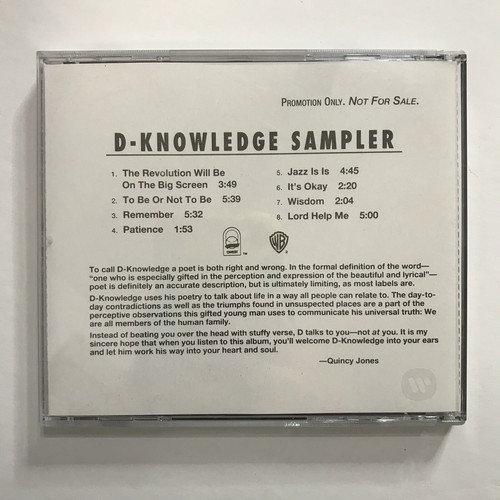 PROMOTION ONLY. NOT FOR SALE.
D-KNOWLEDGE SAMPLER
1. The Revolution Will Be
On The Big Screen 3:49
2. To Be Or Not To Be 5:39
3. Remember 5:32
4. Patience 1:53
5. Jazz Is Is 4:45
6. It's Okay 2:20
7. Wisdom 2:04
8. Lord Help Me 5:00
QWEST TM WB ®
To call D-Knowledge a poet is both right and wrong. In the formal definition of the word—
"one who is especially gifted in the perception and expression of the beautiful and lyrical"—
poet is definitely an accurate description, but is ultimately limiting, as most labels are.
D-Knowledge uses his poetry to talk about life in a way all people can relate to. The day-to-
day contradictions as well as the triumphs found in unsuspected places are a part of the
perceptive observations this gifted young man uses to communicate his universal truth: We
are all members of the human family.
Instead of beating you over the head with stuffy verse, D talks to you—not at you. It is my
sincere hope that when you listen to this album, you'll welcome D-Knowledge into your ears
and let him work his way into your heart and soul.
—Quincy Jones